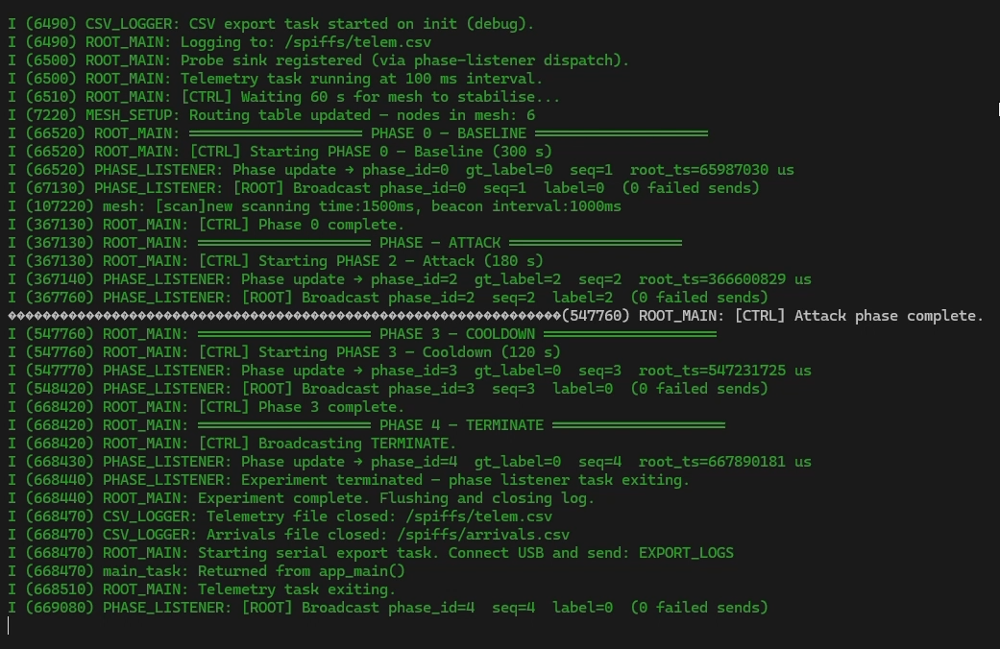 I (6490) CSV_LOGGER: CSV export task started on init (debug).
I (6490) ROOT_MAIN: Logging to: /spiffs/telem.csv
I (6500) ROOT_MAIN: Probe sink registered (via phase-listener dispatch).
I (6500) ROOT_MAIN: Telemetry task running at 100 ms interval.
I (6510) ROOT_MAIN: [CTRL] Waiting 60 s for mesh to stabilise...
I (7220) MESH_SETUP: Routing table updated — nodes in mesh: 6
I (66520) ROOT_MAIN: ════════════════════ PHASE 0 — BASELINE ════════════════════
I (66520) ROOT_MAIN: [CTRL] Starting PHASE 0 — Baseline (300 s)
I (66520) PHASE_LISTENER: Phase update → phase_id=0  gt_label=0  seq=1  root_ts=65987030 us
I (67130) PHASE_LISTENER: [ROOT] Broadcast phase_id=0  seq=1  label=0  (0 failed sends)
I (107220) mesh: [scan]new scanning time:1500ms, beacon interval:1000ms
I (367130) ROOT_MAIN: [CTRL] Phase 0 complete.
I (367130) ROOT_MAIN: ════════════════════ PHASE — ATTACK ════════════════════
I (367130) ROOT_MAIN: [CTRL] Starting PHASE 2 — Attack (180 s)
I (367140) PHASE_LISTENER: Phase update → phase_id=2  gt_label=2  seq=2  root_ts=366600829 us
I (367760) PHASE_LISTENER: [ROOT] Broadcast phase_id=2  seq=2  label=2  (0 failed sends)
����������������������������������������������������������������(547760) ROOT_MAIN: [CTRL] Attack phase complete.
I (547760) ROOT_MAIN: ════════════════════ PHASE 3 — COOLDOWN ════════════════════
I (547760) ROOT_MAIN: [CTRL] Starting PHASE 3 — Cooldown (120 s)
I (547770) PHASE_LISTENER: Phase update → phase_id=3  gt_label=0  seq=3  root_ts=547231725 us
I (548420) PHASE_LISTENER: [ROOT] Broadcast phase_id=3  seq=3  label=0  (0 failed sends)
I (668420) ROOT_MAIN: [CTRL] Phase 3 complete.
I (668420) ROOT_MAIN: ════════════════════ PHASE 4 — TERMINATE ════════════════════
I (668420) ROOT_MAIN: [CTRL] Broadcasting TERMINATE.
I (668430) PHASE_LISTENER: Phase update → phase_id=4  gt_label=0  seq=4  root_ts=667890181 us
I (668440) PHASE_LISTENER: Experiment terminated — phase listener task exiting.
I (668440) ROOT_MAIN: Experiment complete. Flushing and closing log.
I (668470) CSV_LOGGER: Telemetry file closed: /spiffs/telem.csv
I (668470) CSV_LOGGER: Arrivals file closed: /spiffs/arrivals.csv
I (668470) ROOT_MAIN: Starting serial export task. Connect USB and send: EXPORT_LOGS
I (668470) main_task: Returned from app_main()
I (668510) ROOT_MAIN: Telemetry task exiting.
I (669080) PHASE_LISTENER: [ROOT] Broadcast phase_id=4  seq=4  label=0  (0 failed sends)